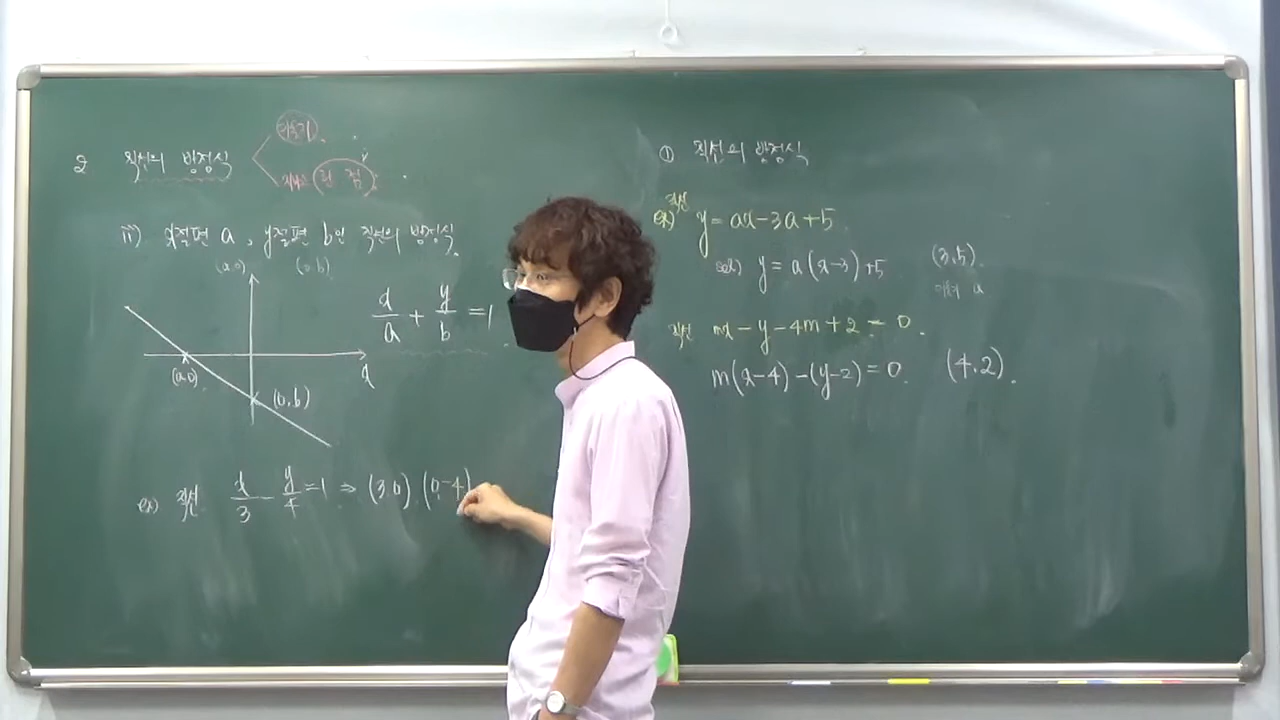 2 직선의 방정식
기울기
지나는 한 점
ii) x절편 a, y절편 b인 직선의 방정식.
(a.0) (0.b)
x/a + y/b = 1
(a.0)
x
(0,b)
ex) 직선 x/3 - y/4 = 1 ⇒ (3.0) (0.-4)
① 직선의 방정식
ex) 직선 y = ax-3a+5.
sol) y = a(x-3)+5 (3.5).
a
직선 mx-y-4m+2 = 0.
m(x-4)-(y-2)=0. (4.2).